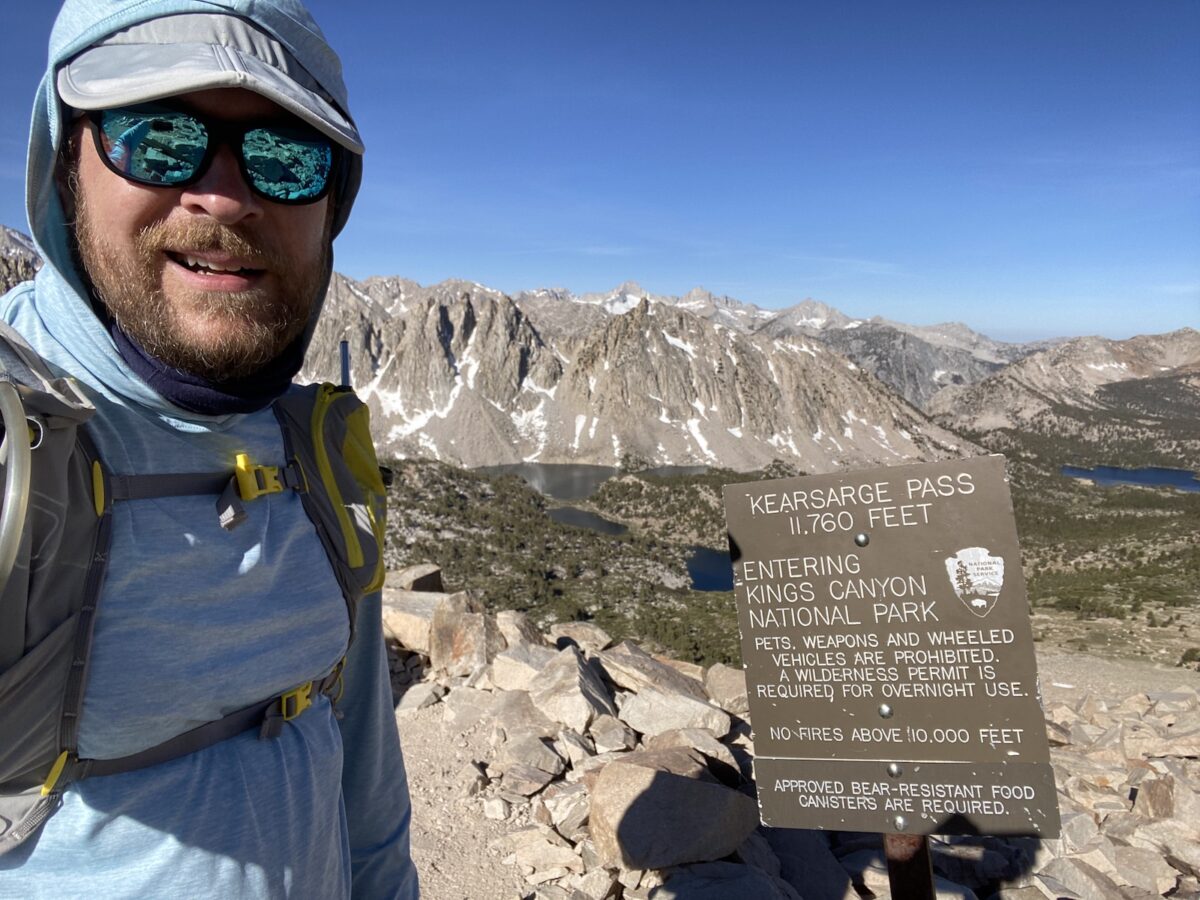 KEARSARGE PASS
11,760 FEET
ENTERING
KINGS CANYON
NATIONAL PARK
NATIONAL
PARK
SERVICE
PETS, WEAPONS AND WHEELED
VEHICLES ARE PROHIBITED.
A WILDERNESS PERMIT IS
REQUIRED FOR OVERNIGHT USE.
NO FIRES ABOVE 10,000 FEET
APPROVED BEAR-RESISTANT FOOD
CANISTERS ARE REQUIRED.